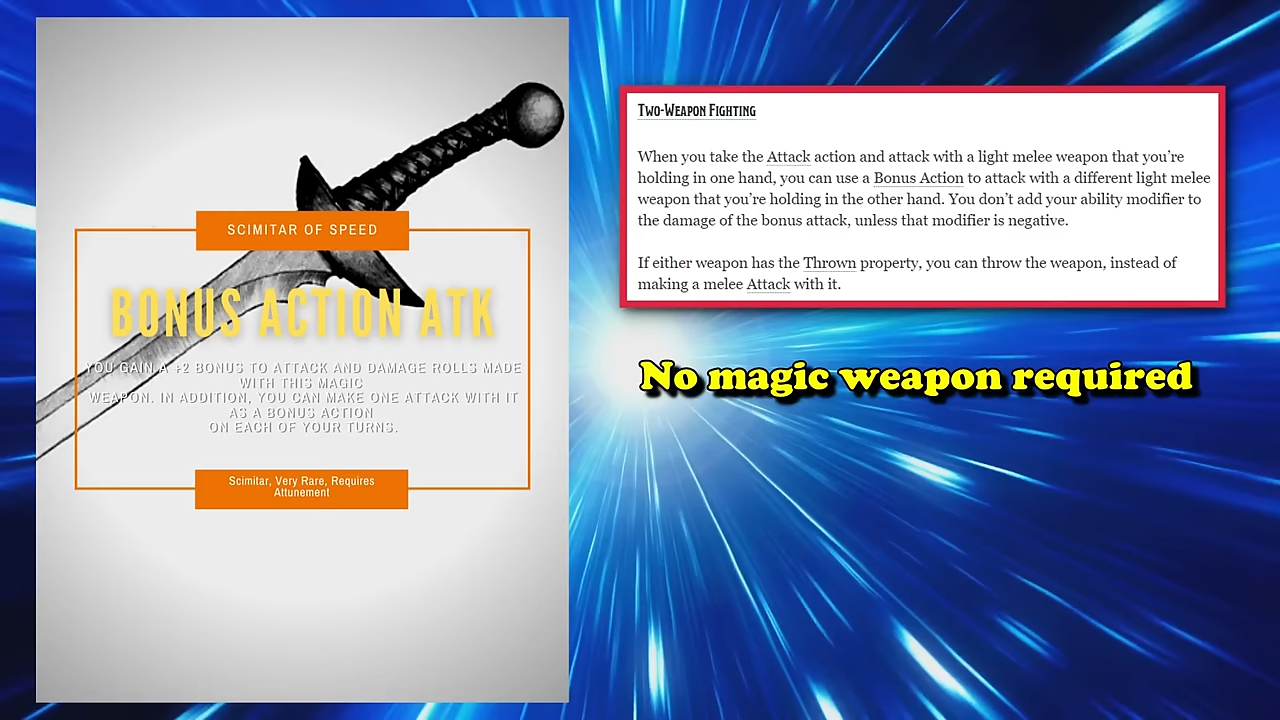 SCIMITAR OF SPEED
BONUS ACTION ATK
YOU GAIN A +2 BONUS TO ATTACK AND DAMAGE ROLLS MADE
WITH THIS MAGIC
WEAPON. IN ADDITION, YOU CAN MAKE ONE ATTACK WITH IT
AS A BONUS ACTION
ON EACH OF YOUR TURNS.
Scimitar, Very Rare, Requires
Attunement
Two-Weapon Fighting
When you take the Attack action and attack with a light melee weapon that you’re
holding in one hand, you can use a Bonus Action to attack with a different light melee
weapon that you’re holding in the other hand. You don’t add your ability modifier to
the damage of the bonus attack, unless that modifier is negative.
If either weapon has the Thrown property, you can throw the weapon, instead of
making a melee Attack with it.
No magic weapon required